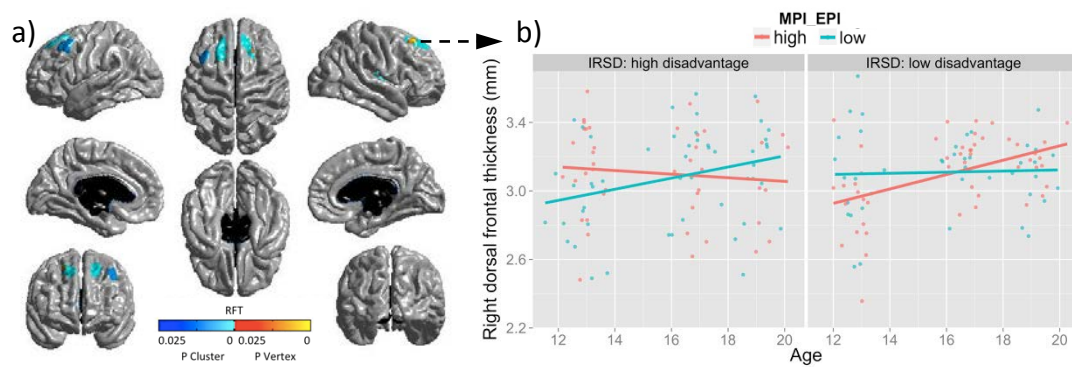 a)
RFT
0.025 0 0.025 0
P Cluster P Vertex
b)
MPI_EPI
high low
IRSD: high disadvantage IRSD: low disadvantage
Right dorsal frontal thickness (mm)
3.4
3.0
2.6
2.2
12 14 16 18 20 12 14 16 18 20
Age